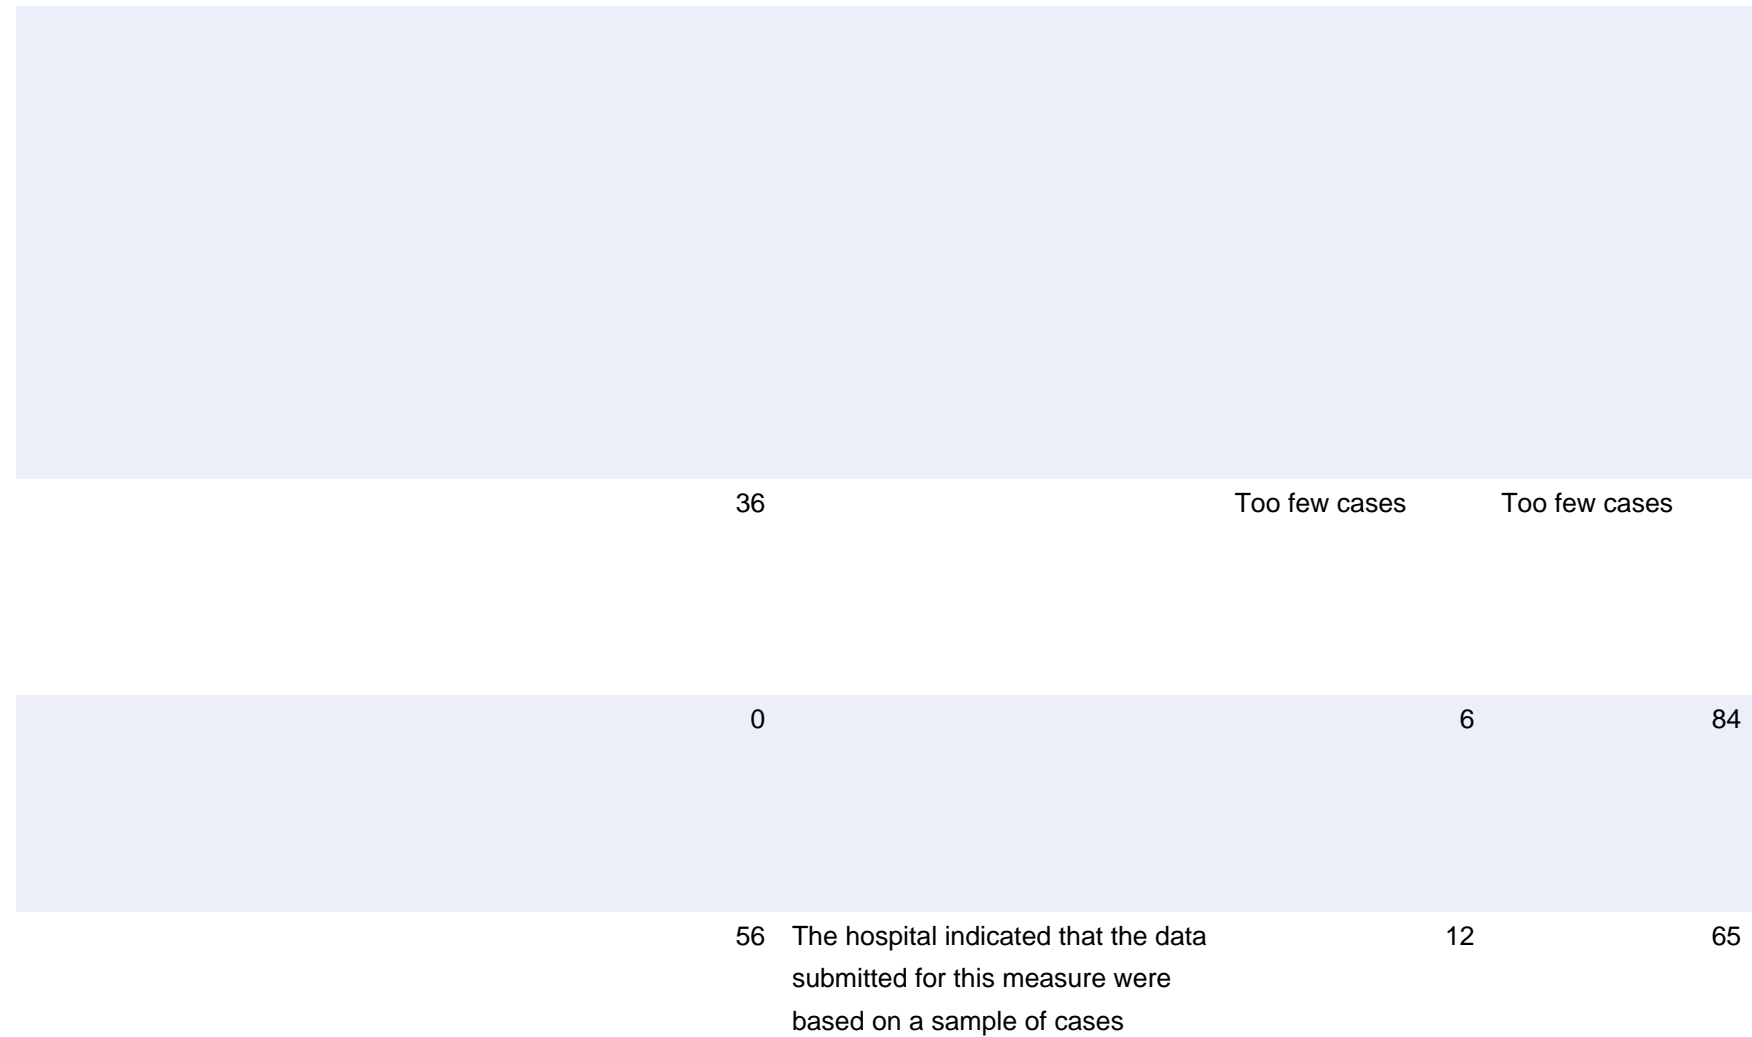 36 Too few cases Too few cases
0 6 84
56 The hospital indicated that the data 12 65
submitted for this measure were
based on a sample of cases